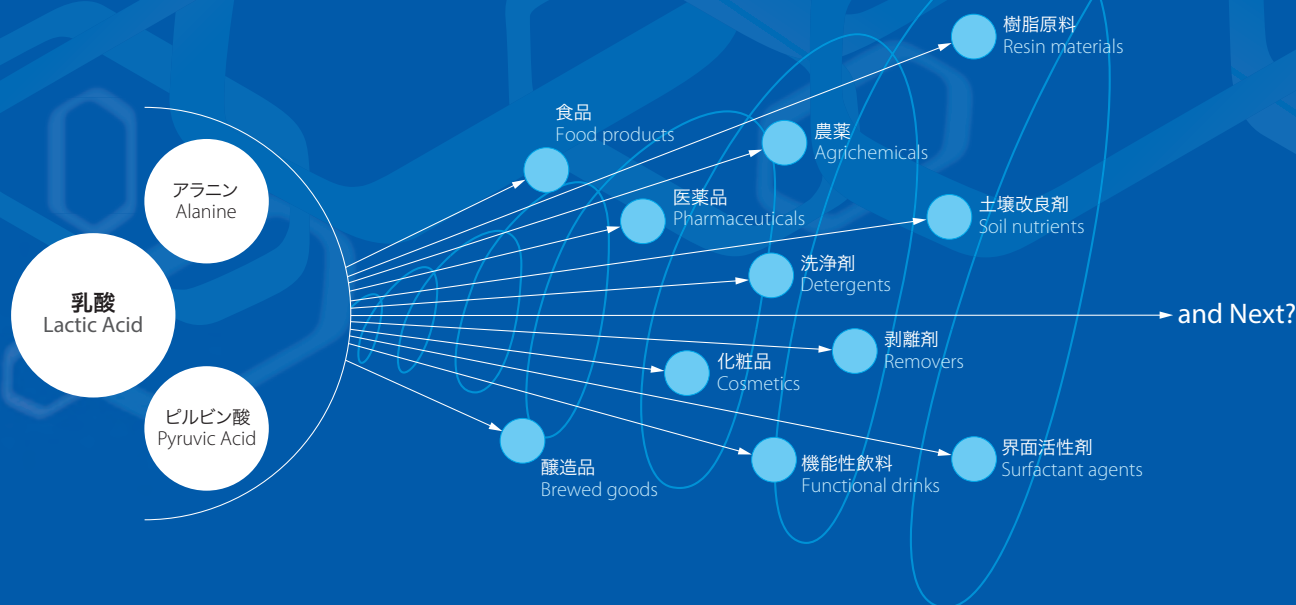 アラニン
Alanine
乳酸
Lactic Acid
ピルビン酸
Pyruvic Acid
樹脂原料
Resin materials
食品
Food products
農薬
Agrichemicals
医薬品
Pharmaceuticals
土壌改良剤
Soil nutrients
洗浄剤
Detergents
and Next?
剥離剤
Removers
化粧品
Cosmetics
醸造品
Brewed goods
機能性飲料
Functional drinks
界面活性剤
Surfactant agents